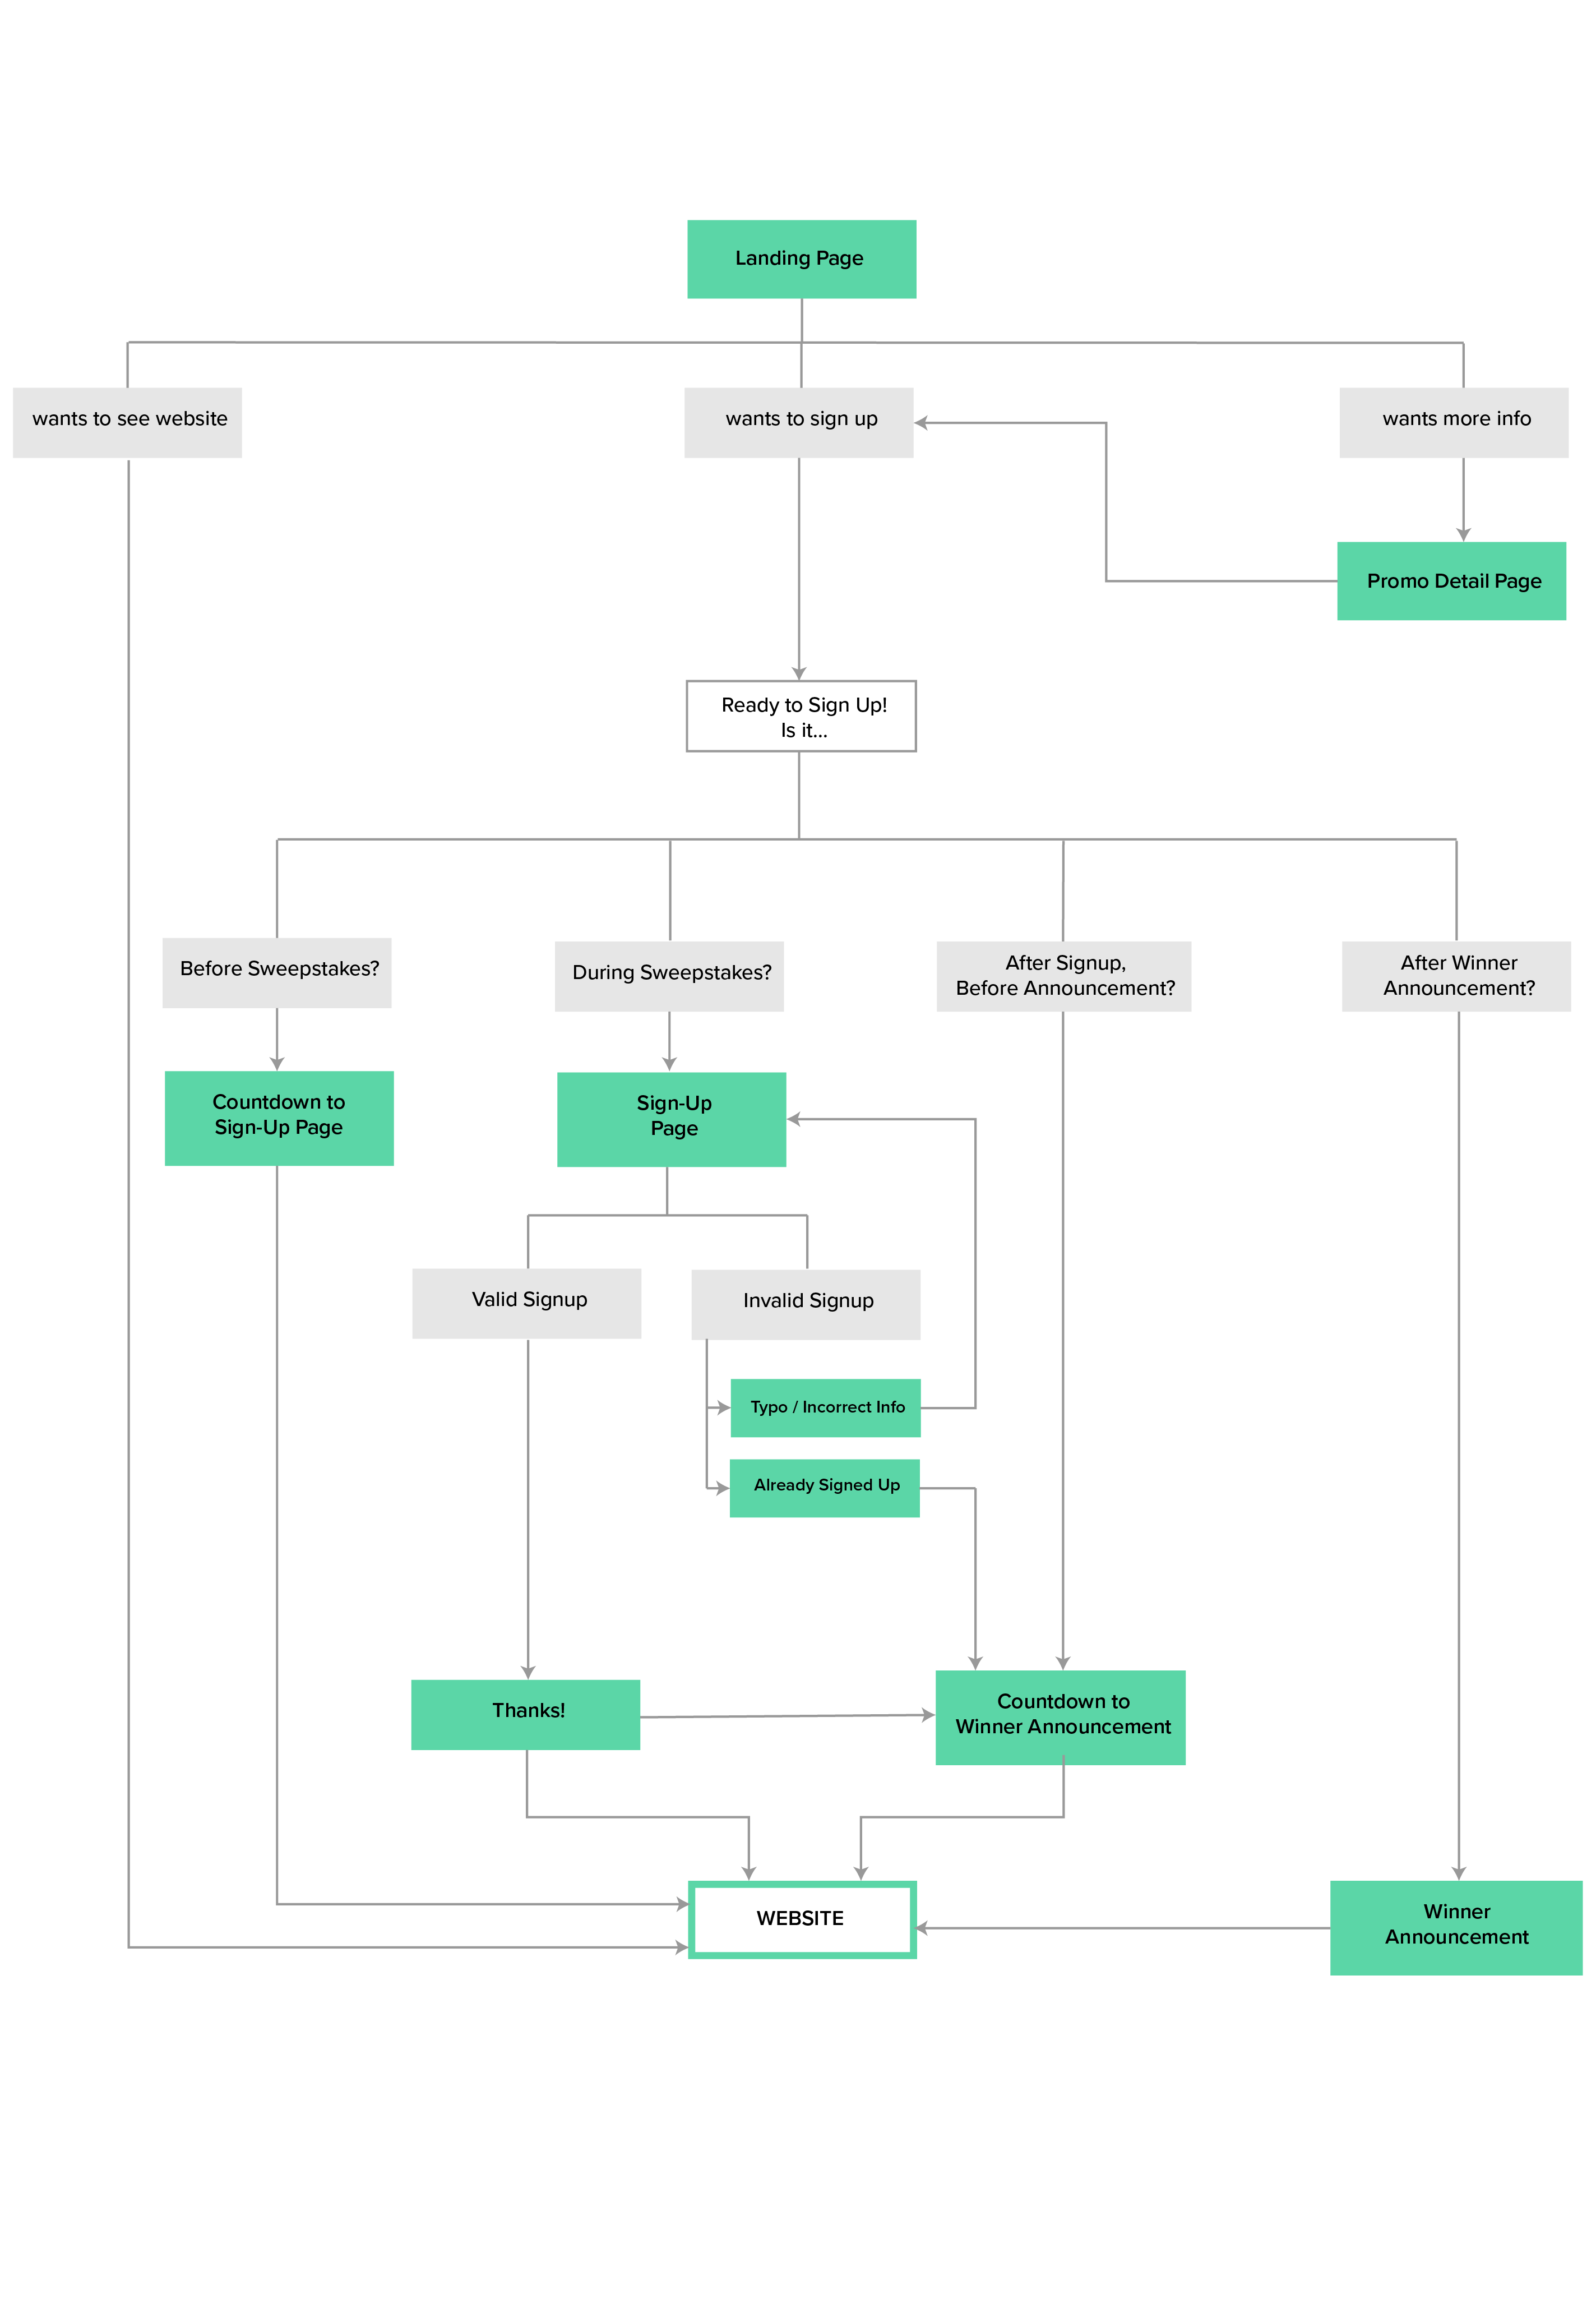 Landing Page
wants to see website
wants to sign up
wants more info
Promo Detail Page
Ready to Sign Up!
Is it...
Before Sweepstakes?
During Sweepstakes?
After Signup,
Before Announcement?
After Winner
Announcement?
Countdown to
Sign-Up Page
Sign-Up
Page
Valid Signup
Invalid Signup
Typo / Incorrect Info
Already Signed Up
Thanks!
Countdown to
Winner Announcement
WEBSITE
Winner
Announcement